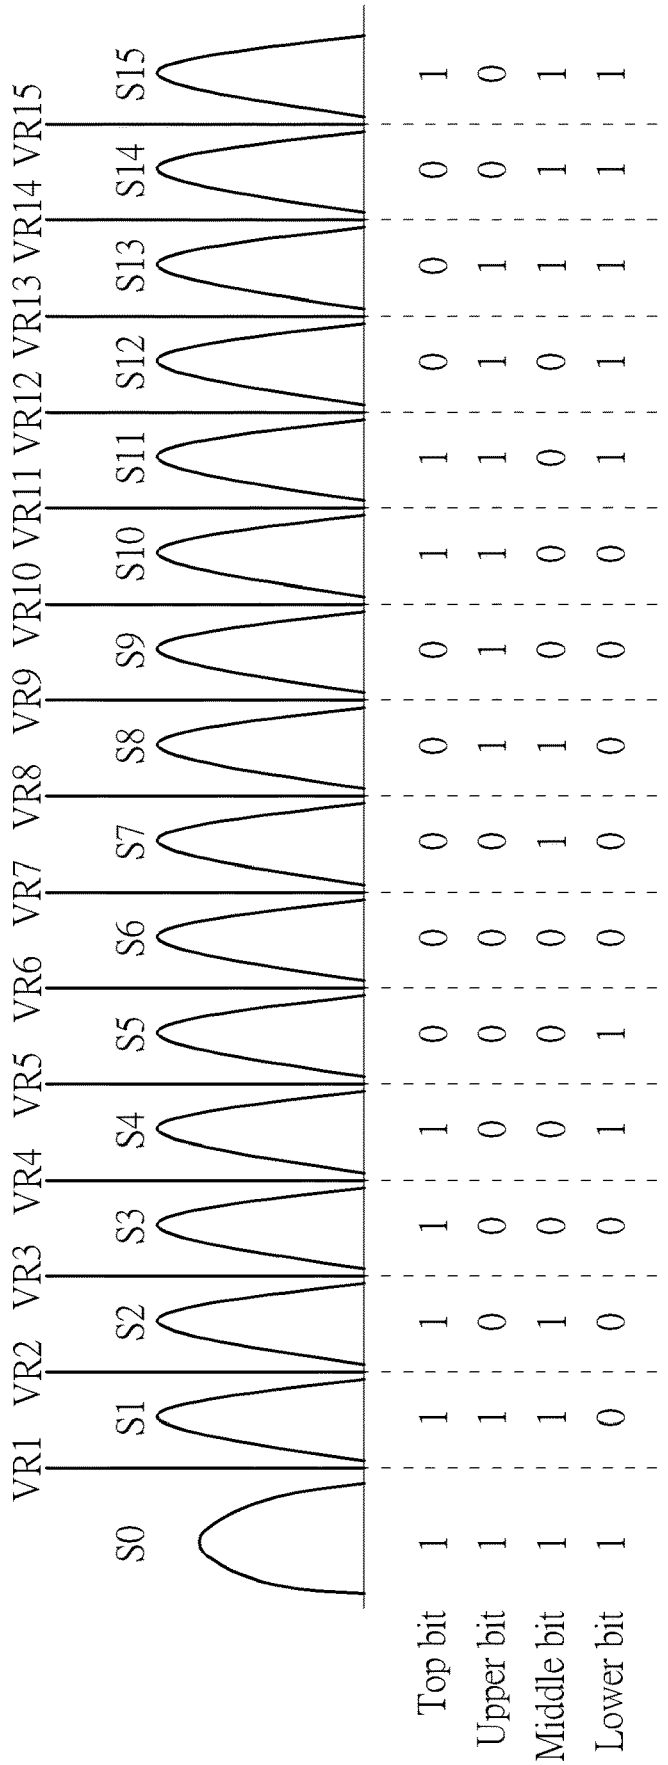 VR1 VR2 VR3 VR4 VR5 VR6 VR7 VR8 VR9 VR10 VR11 VR12 VR13 VR14 VR15
S0 S1 S2 S3 S4 S5 S6 S7 S8 S9 S10 S11 S12 S13 S14 S15
Top bit 1 1 1 1 1 0 0 0 0 0 1 1 0 0 0 1
Upper bit 1 1 0 0 0 0 0 0 1 1 1 1 1 1 0 0
Middle bit 1 1 1 0 0 0 0 1 1 0 0 0 0 1 1 1
Lower bit 1 0 0 0 1 1 0 0 0 0 0 1 1 1 1 1